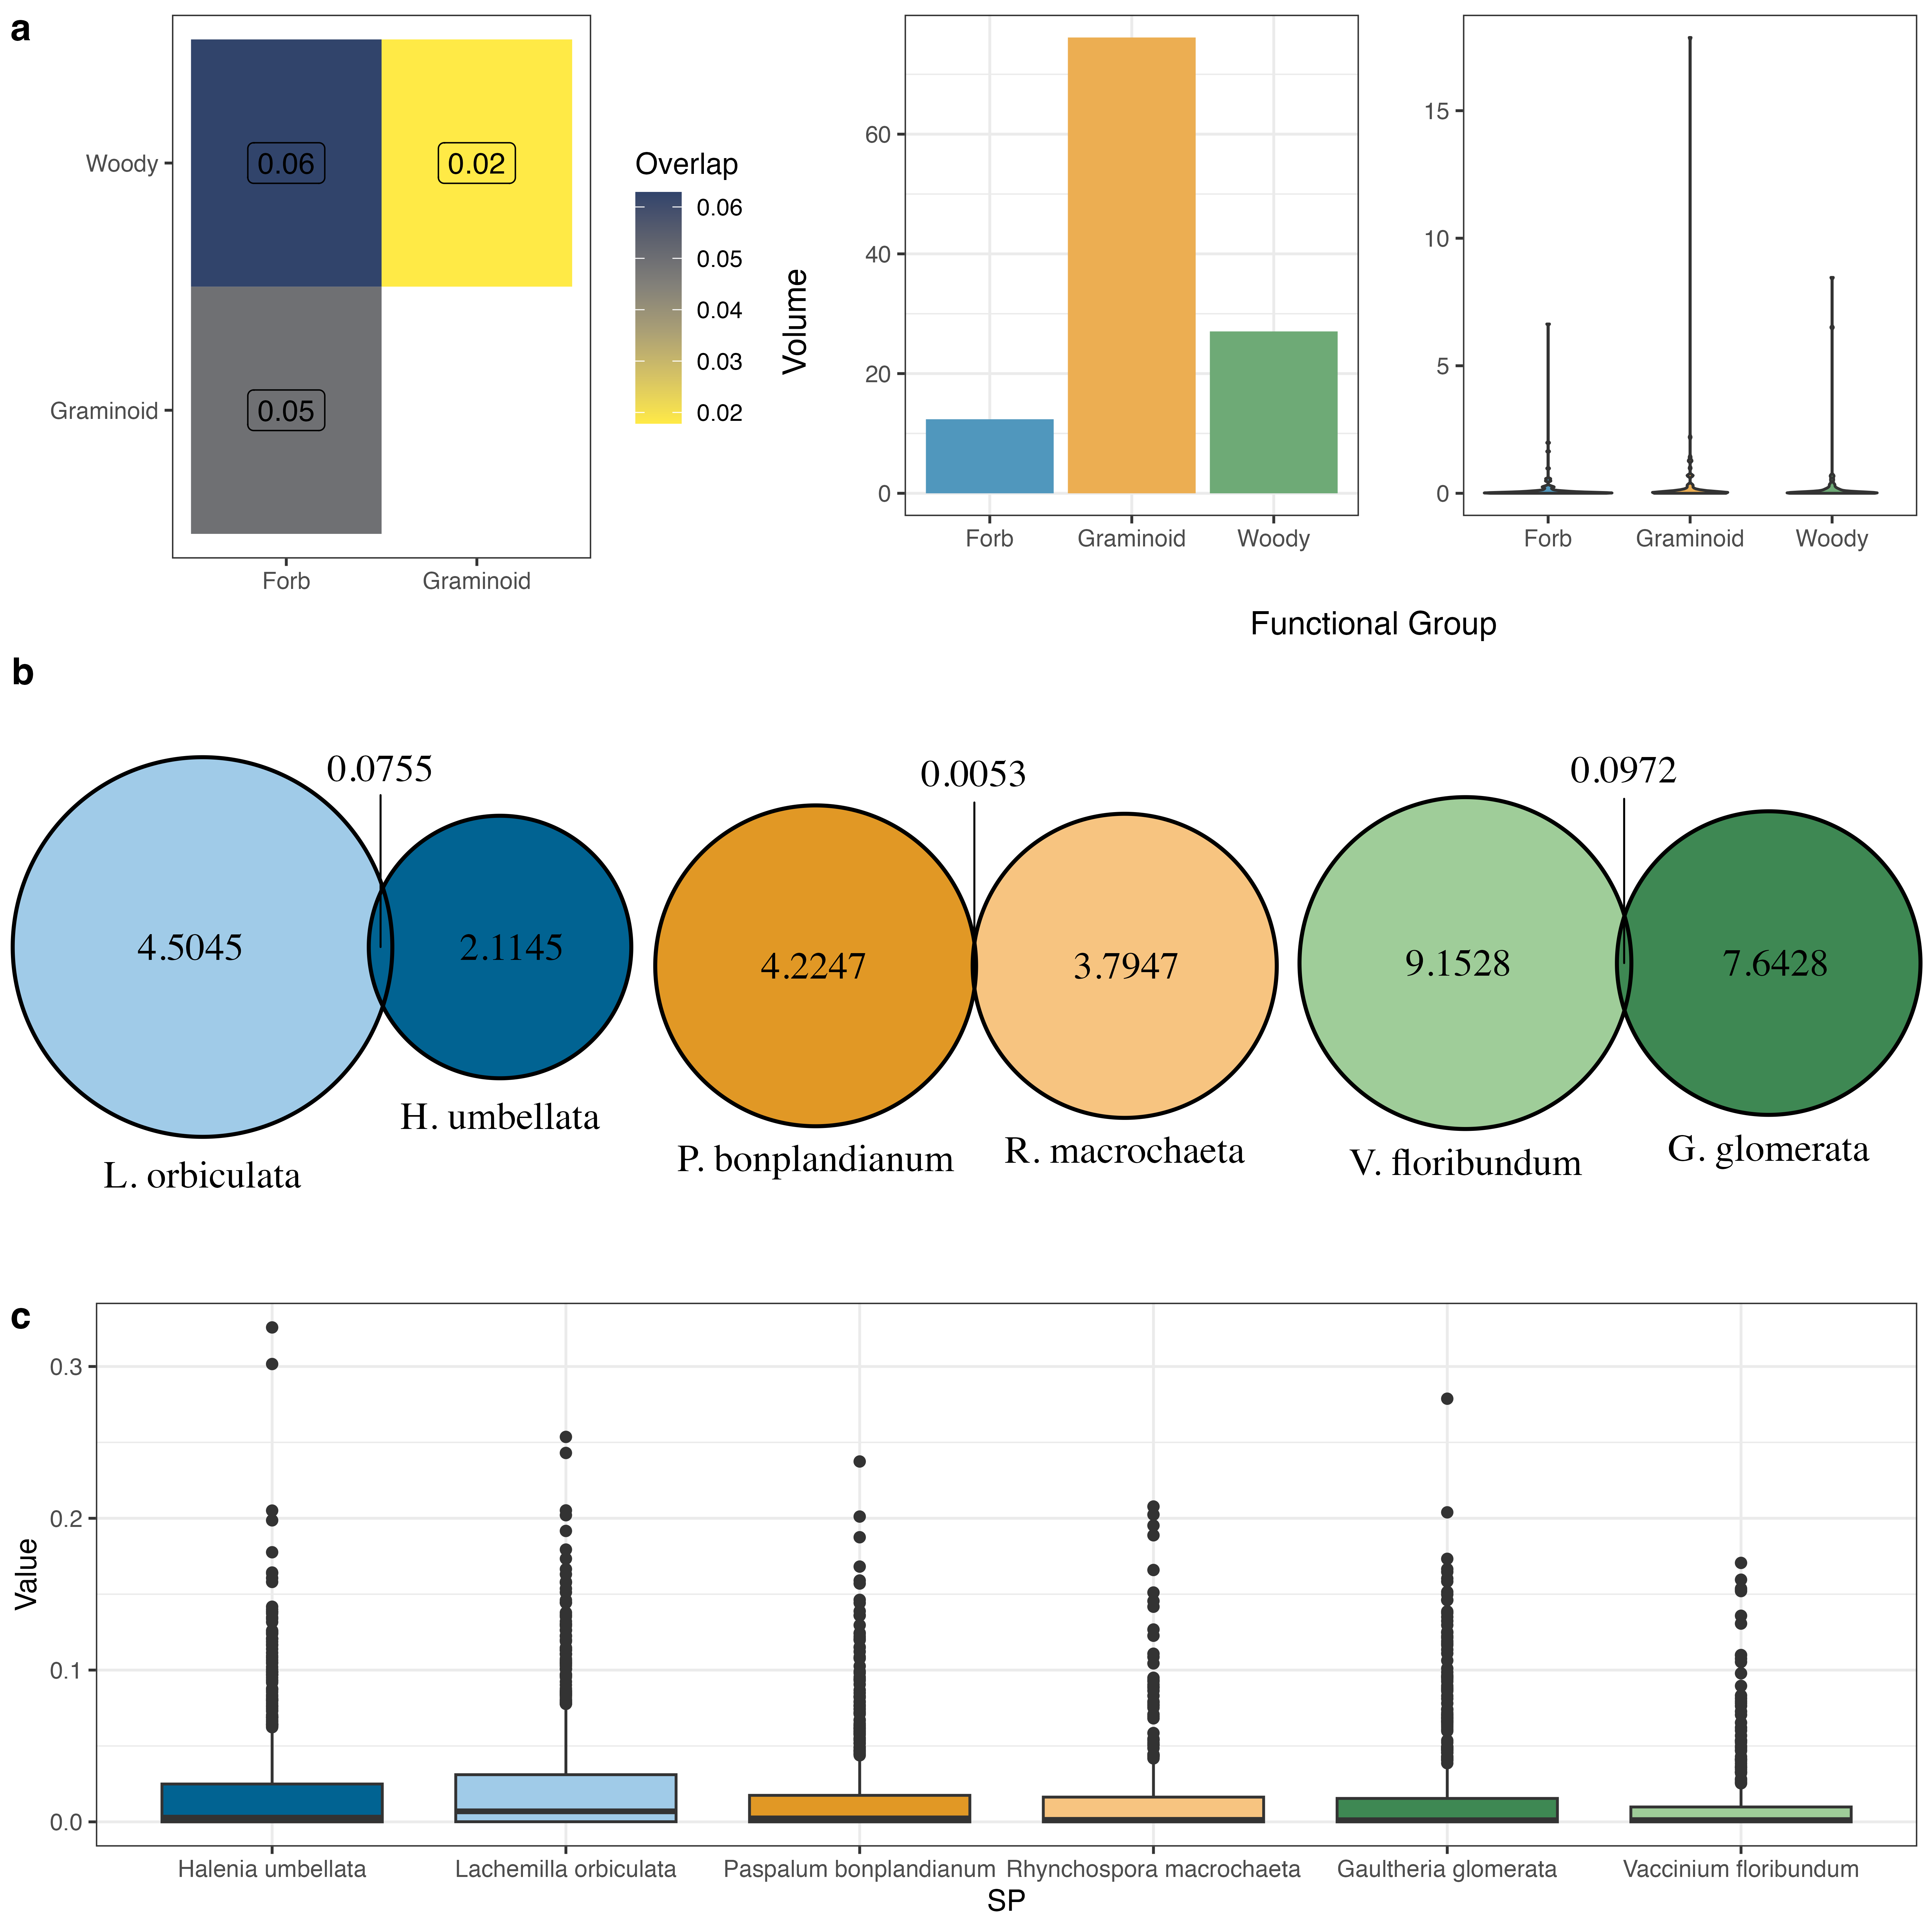 a
Woody
Graminoid
0.06
0.02
0.05
Forb
Graminoid
Overlap
0.06
0.05
0.04
0.03
0.02
Volume
60
40
20
0
Forb
Graminoid
Woody
15
10
5
0
Forb
Graminoid
Woody
Functional Group
b
0.0755
4.5045
2.1145
H. umbellata
L. orbiculata
0.0053
4.2247
3.7947
P. bonplandianum
R. macrochaeta
0.0972
9.1528
7.6428
V. floribundum
G. glomerata
c
Value
0.3
0.2
0.1
0.0
Halenia umbellata
Lachemilla orbiculata
Paspalum bonplandianum
Rhynchospora macrochaeta
Gaultheria glomerata
Vaccinium floribundum
SP